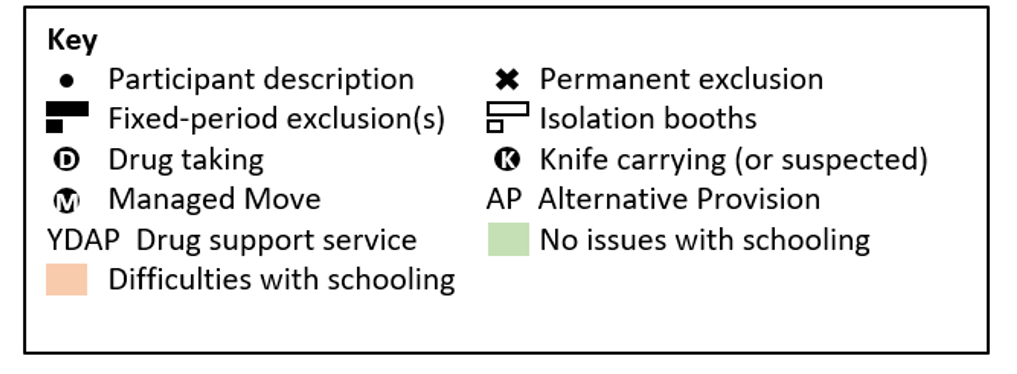 Key
● Participant description
✖ Permanent exclusion
Fixed-period exclusion(s)
Isolation booths
D Drug taking
K Knife carrying (or suspected)
M Managed Move
AP Alternative Provision
YDAP Drug support service
No issues with schooling
Difficulties with schooling